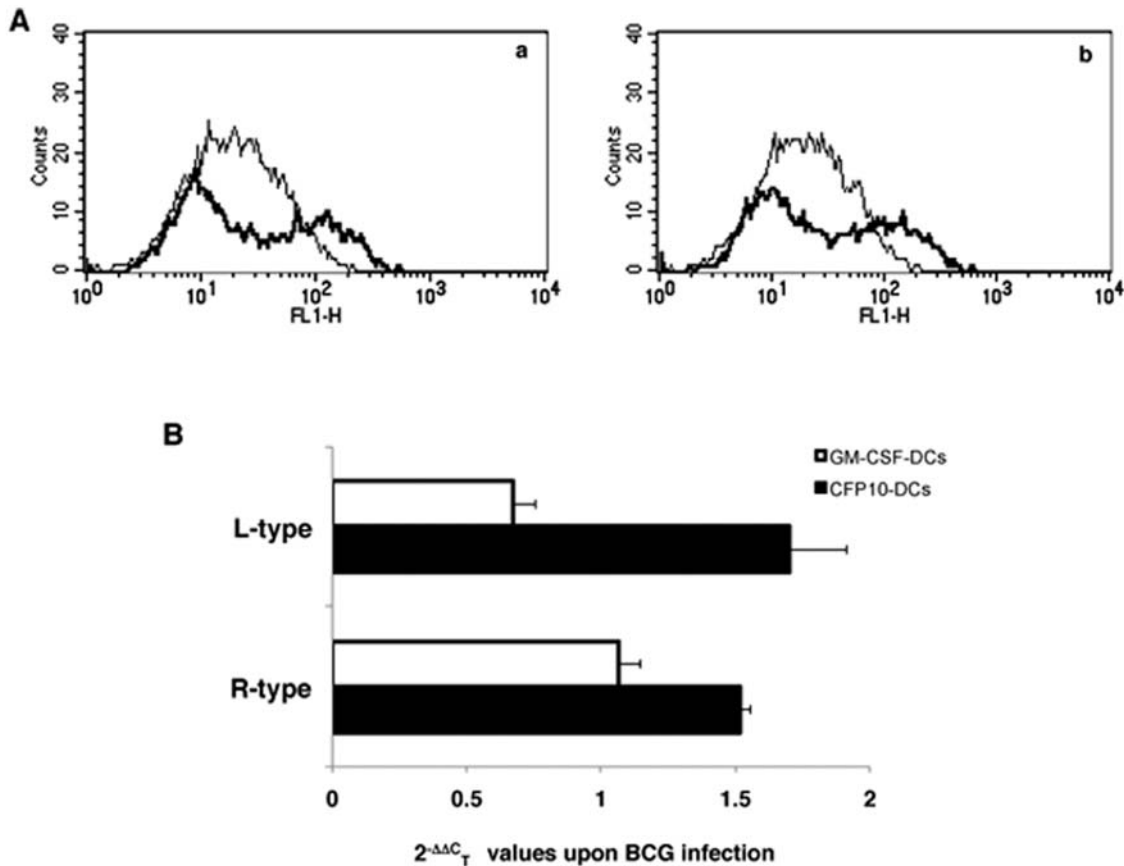 A
a
40
30
20
10
0
Counts
10^0 10^1 10^2 10^3 10^4
FL1-H
b
40
30
20
10
0
Counts
10^0 10^1 10^2 10^3 10^4
FL1-H
B
GM-CSF-DCs
CFP10-DCs
L-type
R-type
0 0.5 1 1.5 2
2^-ΔΔC_T values upon BCG infection